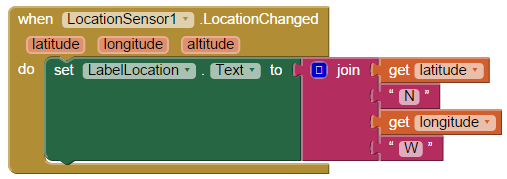 when LocationSensor1 .LocationChanged
latitude longitude altitude
do set LabelLocation . Text to join get latitude
“ N ”
get longitude
“ W ”